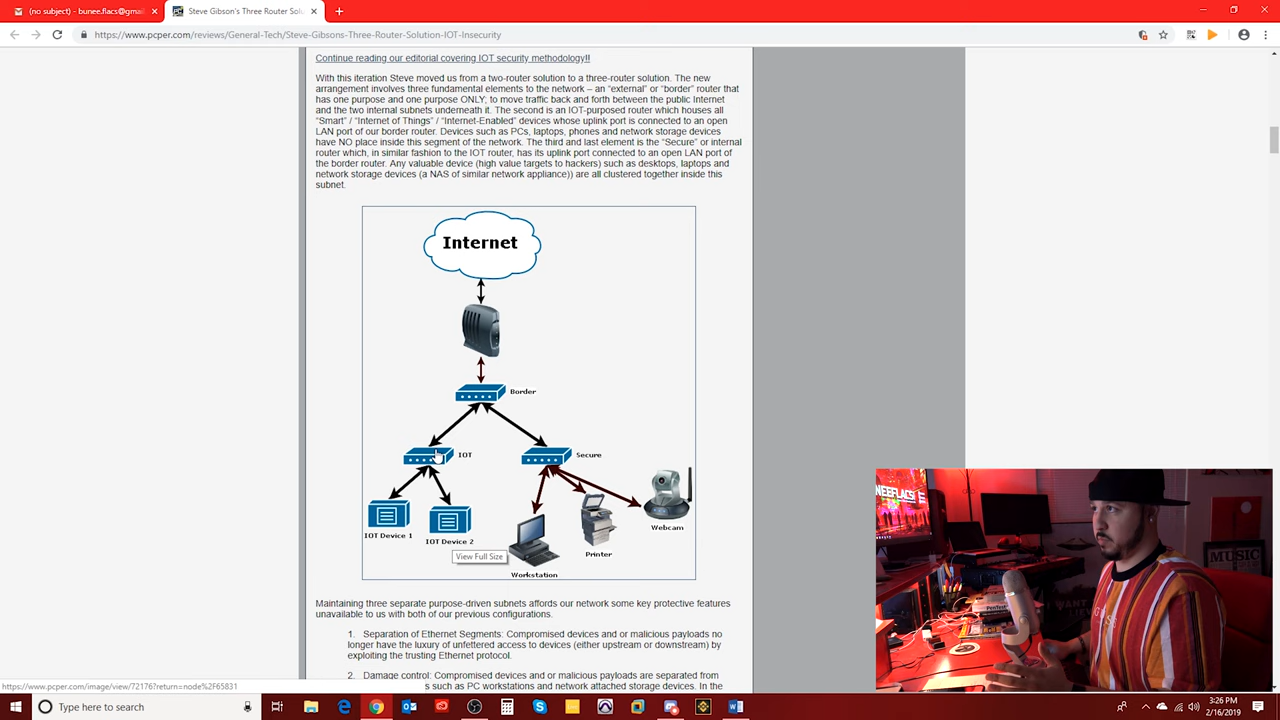 (no subject) - bunee.flacs@gmai
Steve Gibson's Three Router Solu
https://www.pcper.com/reviews/General-Tech/Steve-Gibsons-Three-Router-Solution-IOT-Insecurity
Continue reading our editorial covering IOT security methodology!!
With this iteration Steve moved us from a two-router solution to a three-router solution. The new
arrangement involves three fundamental elements to the network – an “external” or “border” router that
has one purpose and one purpose ONLY; to move traffic back and forth between the public Internet
and the two internal subnets underneath it. The second is an IOT-purposed router which houses all
“Smart” / “Internet of Things” / “Internet-Enabled” devices whose uplink port is connected to an open
LAN port of our border router. Devices such as PCs, laptops, phones and network storage devices
have NO place inside this segment of the network. The third and last element is the “Secure” or internal
router which, in similar fashion to the IOT router, has its uplink port connected to an open LAN port of
the border router. Any valuable device (high value targets to hackers) such as desktops, laptops and
network storage devices (a NAS of similar network appliance)) are all clustered together inside this
subnet.
Internet
Border
IOT
Secure
IOT Device 1
IOT Device 2
Webcam
Printer
View Full Size
Workstation
Maintaining three separate purpose-driven subnets affords our network some key protective features
unavailable to us with both of our previous configurations.
1. Separation of Ethernet Segments: Compromised devices and or malicious payloads no
longer have the luxury of unfettered access to devices (either upstream or downstream) by
exploiting the trusting Ethernet protocol.
2. Damage control: Compromised devices and or malicious payloads are separated from
s such as PC workstations and network attached storage devices. In the
https://www.pcper.com/image/view/72176?return=node%2F65831
NEEFLACS
MUSIC
Type here to search
3:26 PM
2/16/2019